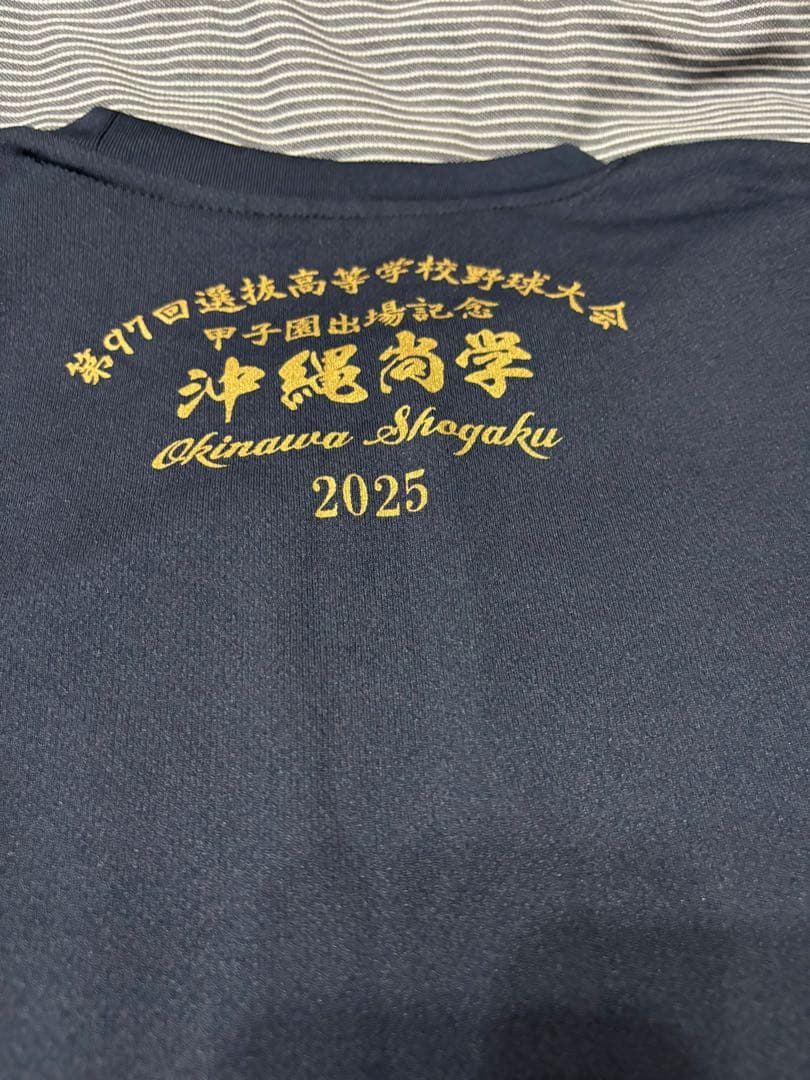 第97回選抜高等学校野球大会
甲子園出場記念
沖縄尚学
Okinawa Shogaku
2025